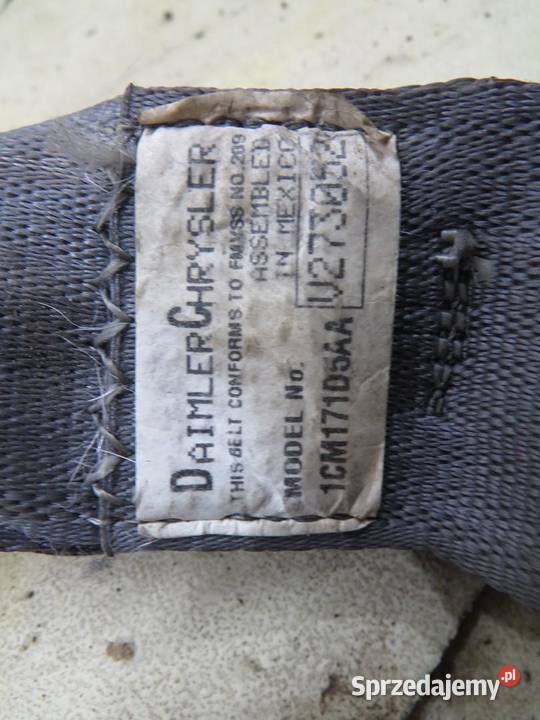 DAIMLERCHRYSLER
THIS BELT CONFORMS TO FMVSS NO. 209
ASSEMBLED
IN MEXICO
MODEL No.
1CM171D5AA
Sprzedajemy.pl